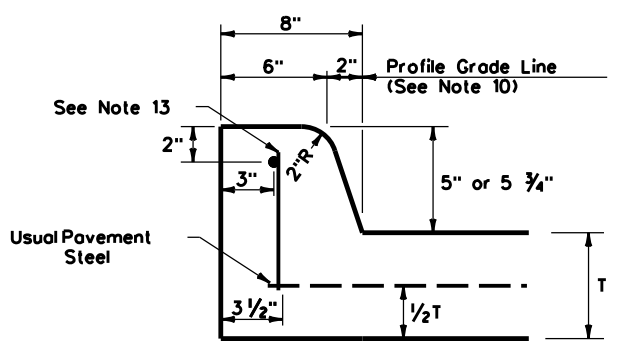 8"
6"
2"
Profile Grade Line
(See Note 10)
See Note 13
2"
3"
2"R
5" or 5 ¾"
Usual Pavement
Steel
T
3 ½"
½T